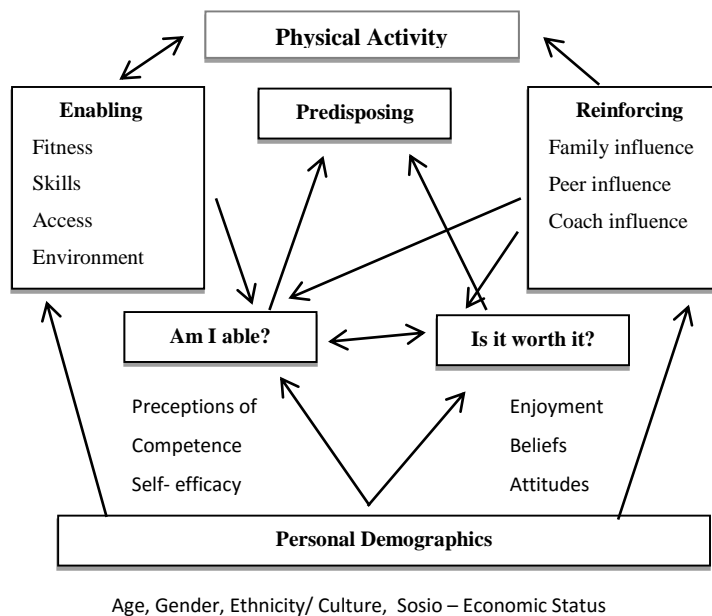 Physical Activity
Enabling
Fitness
Skills
Access
Environment
Predisposing
Reinforcing
Family influence
Peer influence
Coach influence
Am I able?
Is it worth it?
Preceptions of
Competence
Self- efficacy
Enjoyment
Beliefs
Attitudes
Personal Demographics
Age, Gender, Ethnicity/ Culture, Sosio – Economic Status